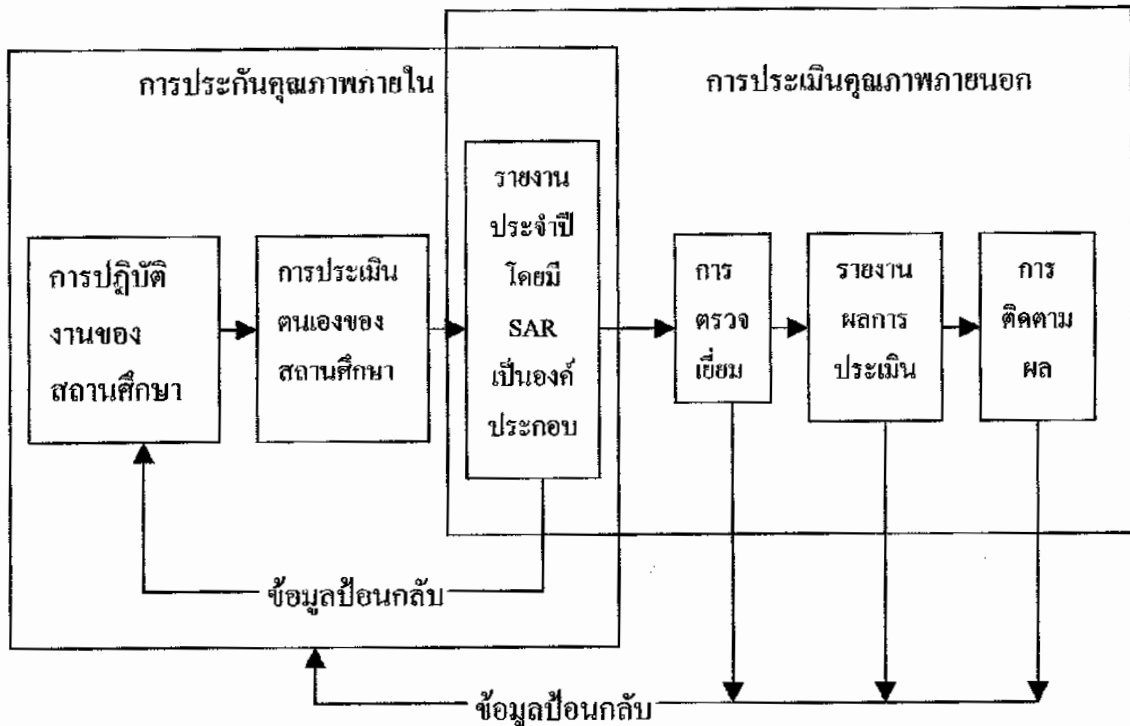 การประกันคุณภาพภายใน
การประเมินคุณภาพภายนอก
การปฏิบัติ
งานของ
สถานศึกษา
การประเมิน
ตนเองของ
สถานศึกษา
รายงาน
ประจำปี
โดยมี
SAR
เป็นองค์
ประกอบ
การ
ตรวจ
เยี่ยม
รายงาน
ผลการ
ประเมิน
การ
ติดตาม
ผล
ข้อมูลป้อนกลับ
ข้อมูลป้อนกลับ